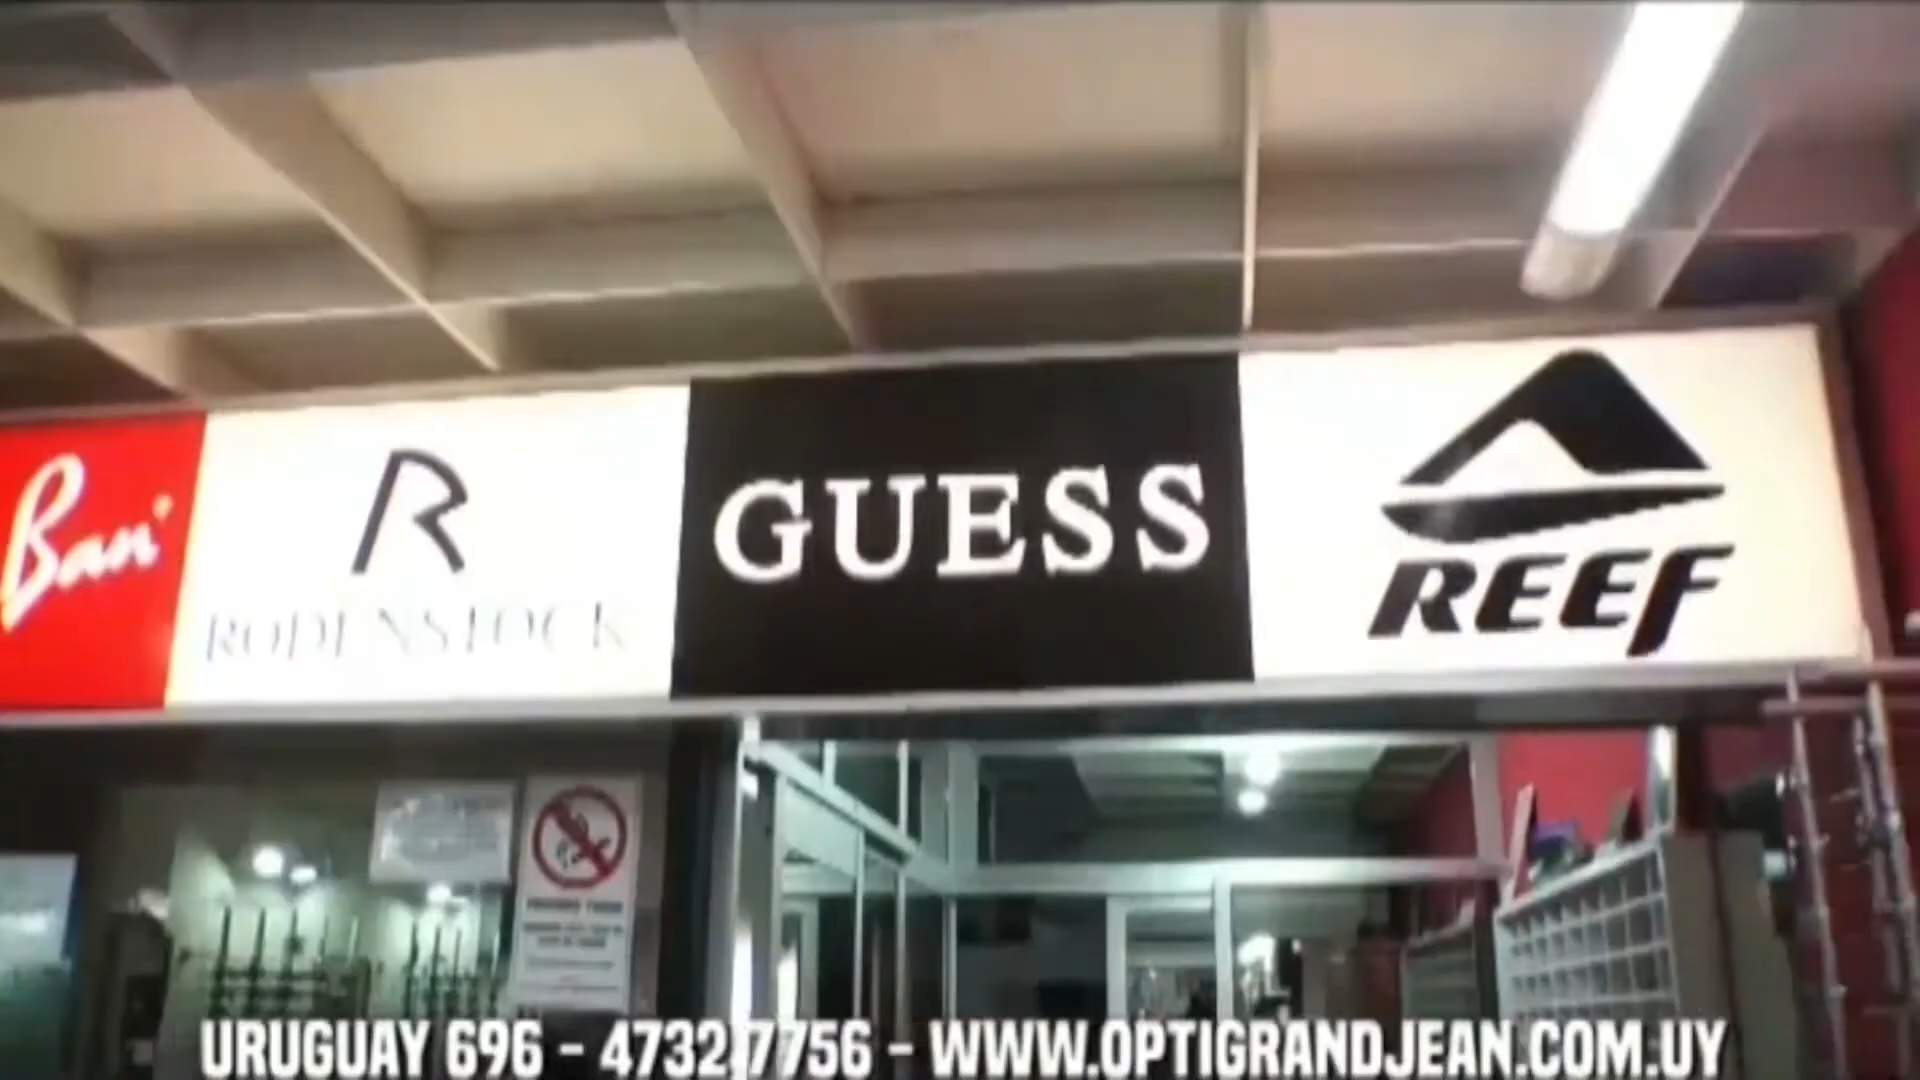 Ban
R
RODENSTOCK
GUESS
REEF
URUGUAY 696 - 4732 7756 - WWW.OPTIGRANDJEAN.COM.UY